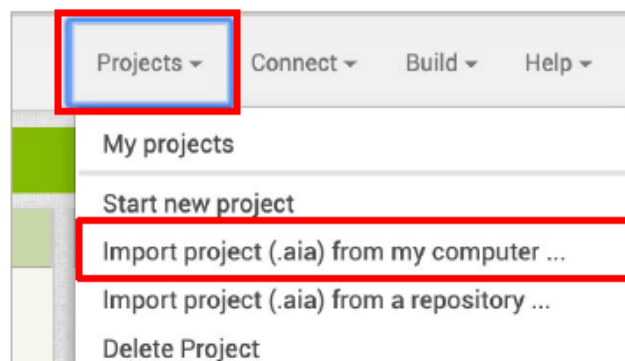 Projects Connect Build Help
My projects
Start new project
Import project (.aia) from my computer ...
Import project (.aia) from a repository ...
Delete Project